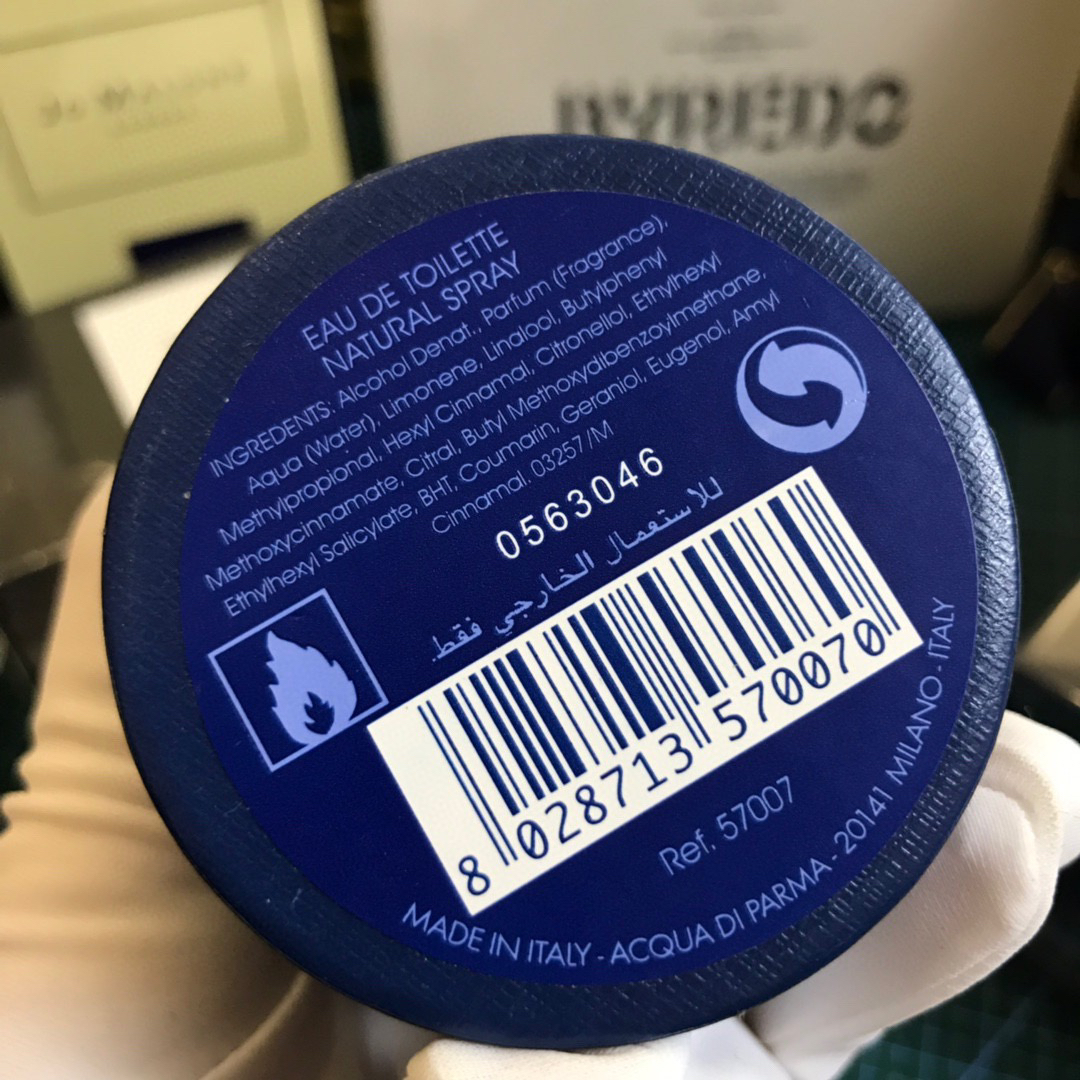 BYREDO
EAU DE TOILETTE
NATURAL SPRAY
INGREDIENTS: Alcohol Denat., Parfum (Fragrance),
Aqua (Water), Limonene, Linalool, Butylphenyl
Methylpropional, Hexyl Cinnamal, Citronellol, Ethylhexyl
Methoxycinnamate, Citral, Butyl Methoxydibenzoylmethane,
Ethylhexyl Salicylate, BHT, Coumarin, Geraniol, Eugenol, Amyl
Cinnamal. 03257/M
0563046
للاستعمال الخارجي فقط.
8 028713 570070
Ref. 57007
MADE IN ITALY - ACQUA DI PARMA - 20141 MILANO - ITALY